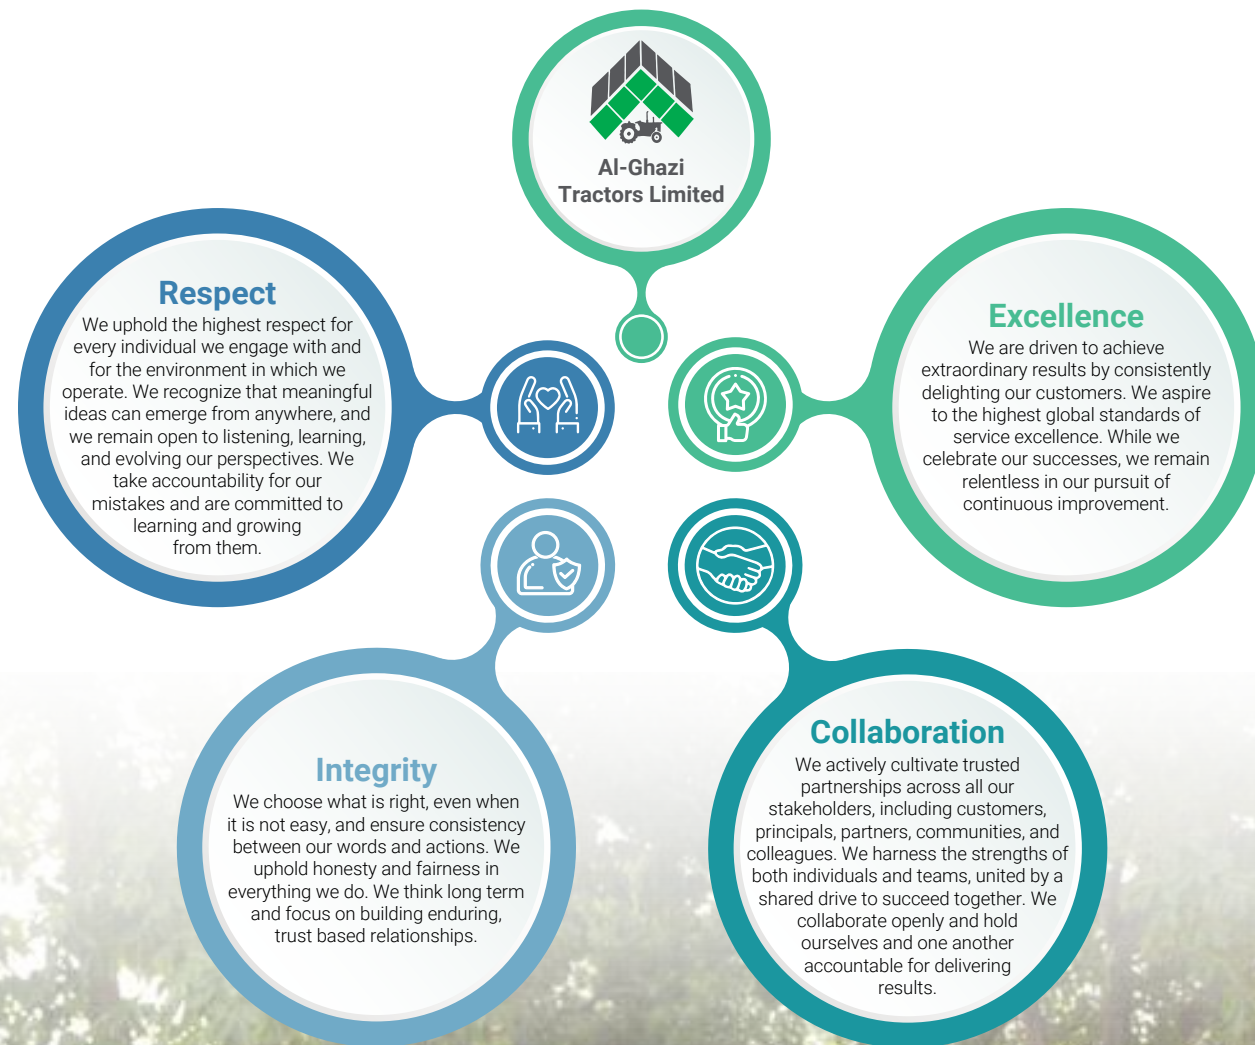 Al-Ghazi
Tractors Limited
Respect
We uphold the highest respect for
every individual we engage with and
for the environment in which we
operate. We recognize that meaningful
ideas can emerge from anywhere, and
we remain open to listening, learning,
and evolving our perspectives. We
take accountability for our
mistakes and are committed to
learning and growing
from them.
Excellence
We are driven to achieve
extraordinary results by consistently
delighting our customers. We aspire
to the highest global standards of
service excellence. While we
celebrate our successes, we remain
relentless in our pursuit of
continuous improvement.
Integrity
We choose what is right, even when
it is not easy, and ensure consistency
between our words and actions. We
uphold honesty and fairness in
everything we do. We think long term
and focus on building enduring,
trust based relationships.
Collaboration
We actively cultivate trusted
partnerships across all our
stakeholders, including customers,
principals, partners, communities, and
colleagues. We harness the strengths of
both individuals and teams, united by a
shared drive to succeed together. We
collaborate openly and hold
ourselves and one another
accountable for delivering
results.